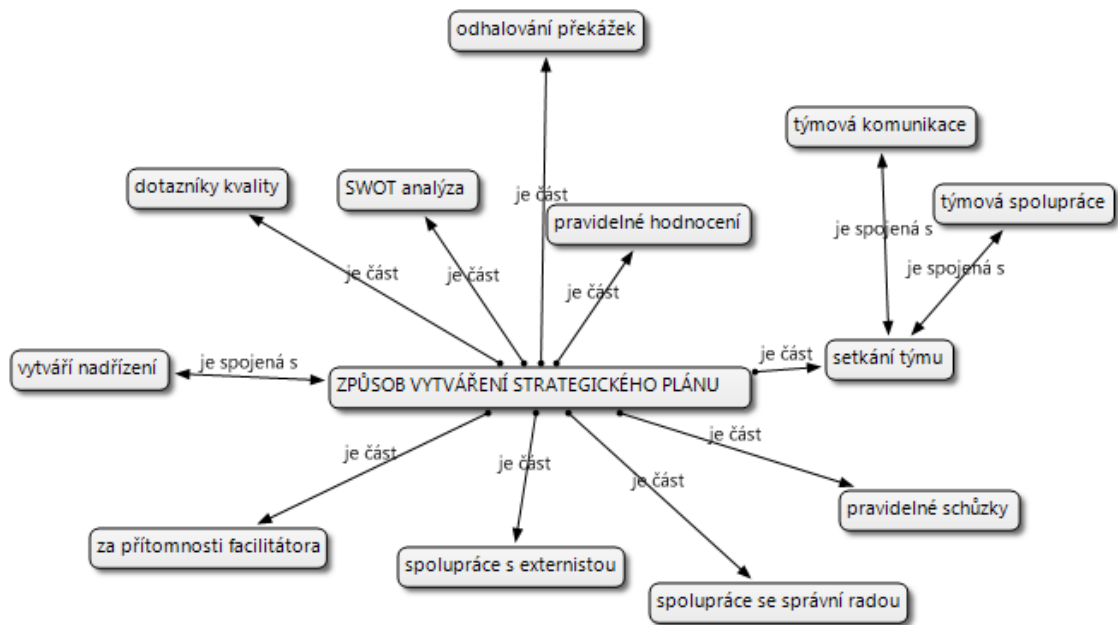 odhalování překážek
týmová komunikace
dotazníky kvality
SWOT analýza
je část
týmová spolupráce
pravidelné hodnocení
je spojená s
je část
je část
je část
je spojená s
vytváří nadřízení
je spojená s
je část
setkání týmu
ZPŮSOB VYTVÁŘENÍ STRATEGICKÉHO PLÁNU
je část
je část
je část
je část
pravidelné schůzky
za přítomnosti facilitátora
spolupráce s externistou
spolupráce se správní radou